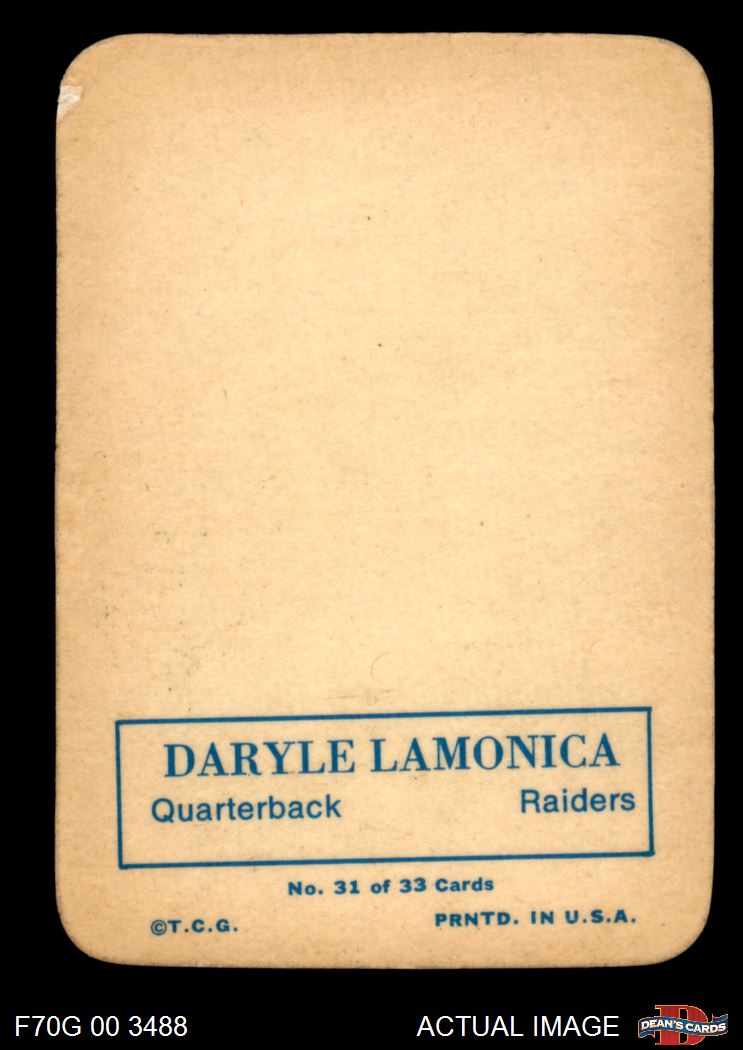 DARYLE LAMONICA
Quarterback Raiders
No. 31 of 33 Cards
©T.C.G. PRNTD. IN U.S.A.
F70G 00 3488 ACTUAL IMAGE DEAN'S CARDS